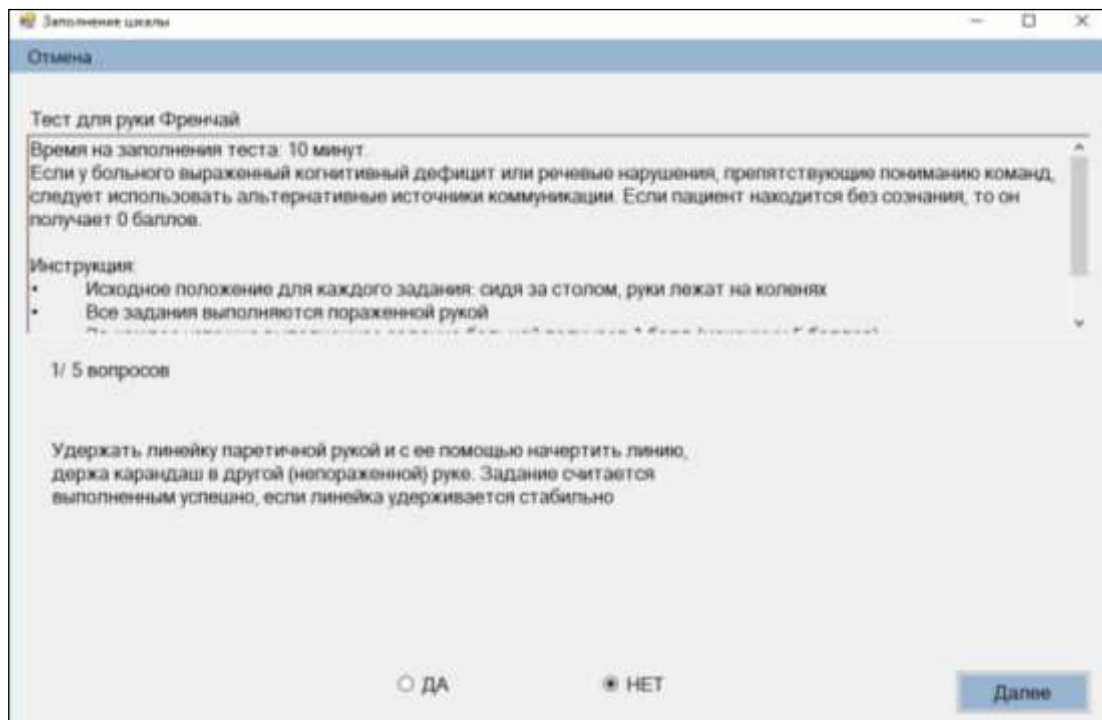 Заполнение шкалы
Отмена
Тест для руки Френчай
Время на заполнения теста: 10 минут.
Если у больного выраженный когнитивный дефицит или речевые нарушения, препятствующие пониманию команд,
следует использовать альтернативные источники коммуникации. Если пациент находится без сознания, то он
получает 0 баллов.
Инструкция:
• Исходное положение для каждого задания: сидя за столом, руки лежат на коленях
• Все задания выполняются пораженной рукой
1/ 5 вопросов
Удержать линейку паретичной рукой и с ее помощью начертить линию,
держа карандаш в другой (непораженной) руке. Задание считается
выполненным успешно, если линейка удерживается стабильно
ДА
НЕТ
Далее